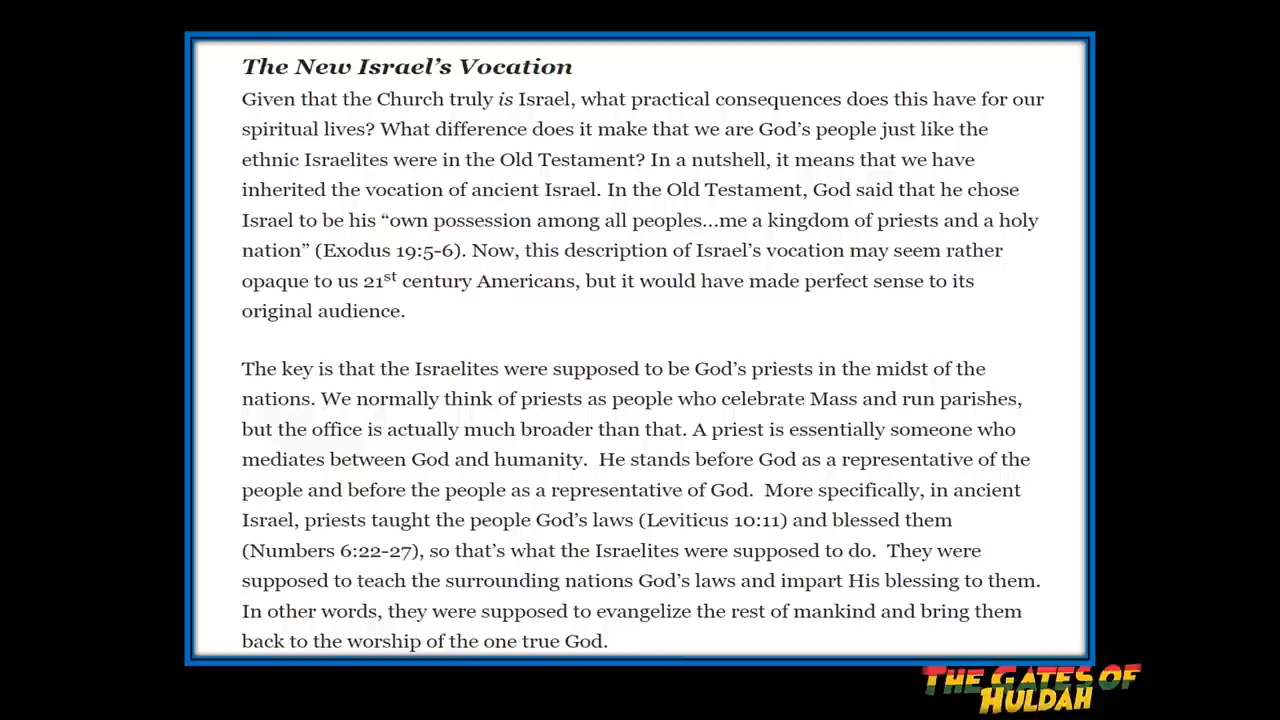 The New Israel's Vocation
Given that the Church truly is Israel, what practical consequences does this have for our
spiritual lives? What difference does it make that we are God's people just like the
ethnic Israelites were in the Old Testament? In a nutshell, it means that we have
inherited the vocation of ancient Israel. In the Old Testament, God said that he chose
Israel to be his “own possession among all peoples...me a kingdom of priests and a holy
nation” (Exodus 19:5-6). Now, this description of Israel's vocation may seem rather
opaque to us 21st century Americans, but it would have made perfect sense to its
original audience.
The key is that the Israelites were supposed to be God's priests in the midst of the
nations. We normally think of priests as people who celebrate Mass and run parishes,
but the office is actually much broader than that. A priest is essentially someone who
mediates between God and humanity.  He stands before God as a representative of the
people and before the people as a representative of God.  More specifically, in ancient
Israel, priests taught the people God's laws (Leviticus 10:11) and blessed them
(Numbers 6:22-27), so that's what the Israelites were supposed to do.  They were
supposed to teach the surrounding nations God's laws and impart His blessing to them.
In other words, they were supposed to evangelize the rest of mankind and bring them
back to the worship of the one true God.
THE GATES OF
HULDAH